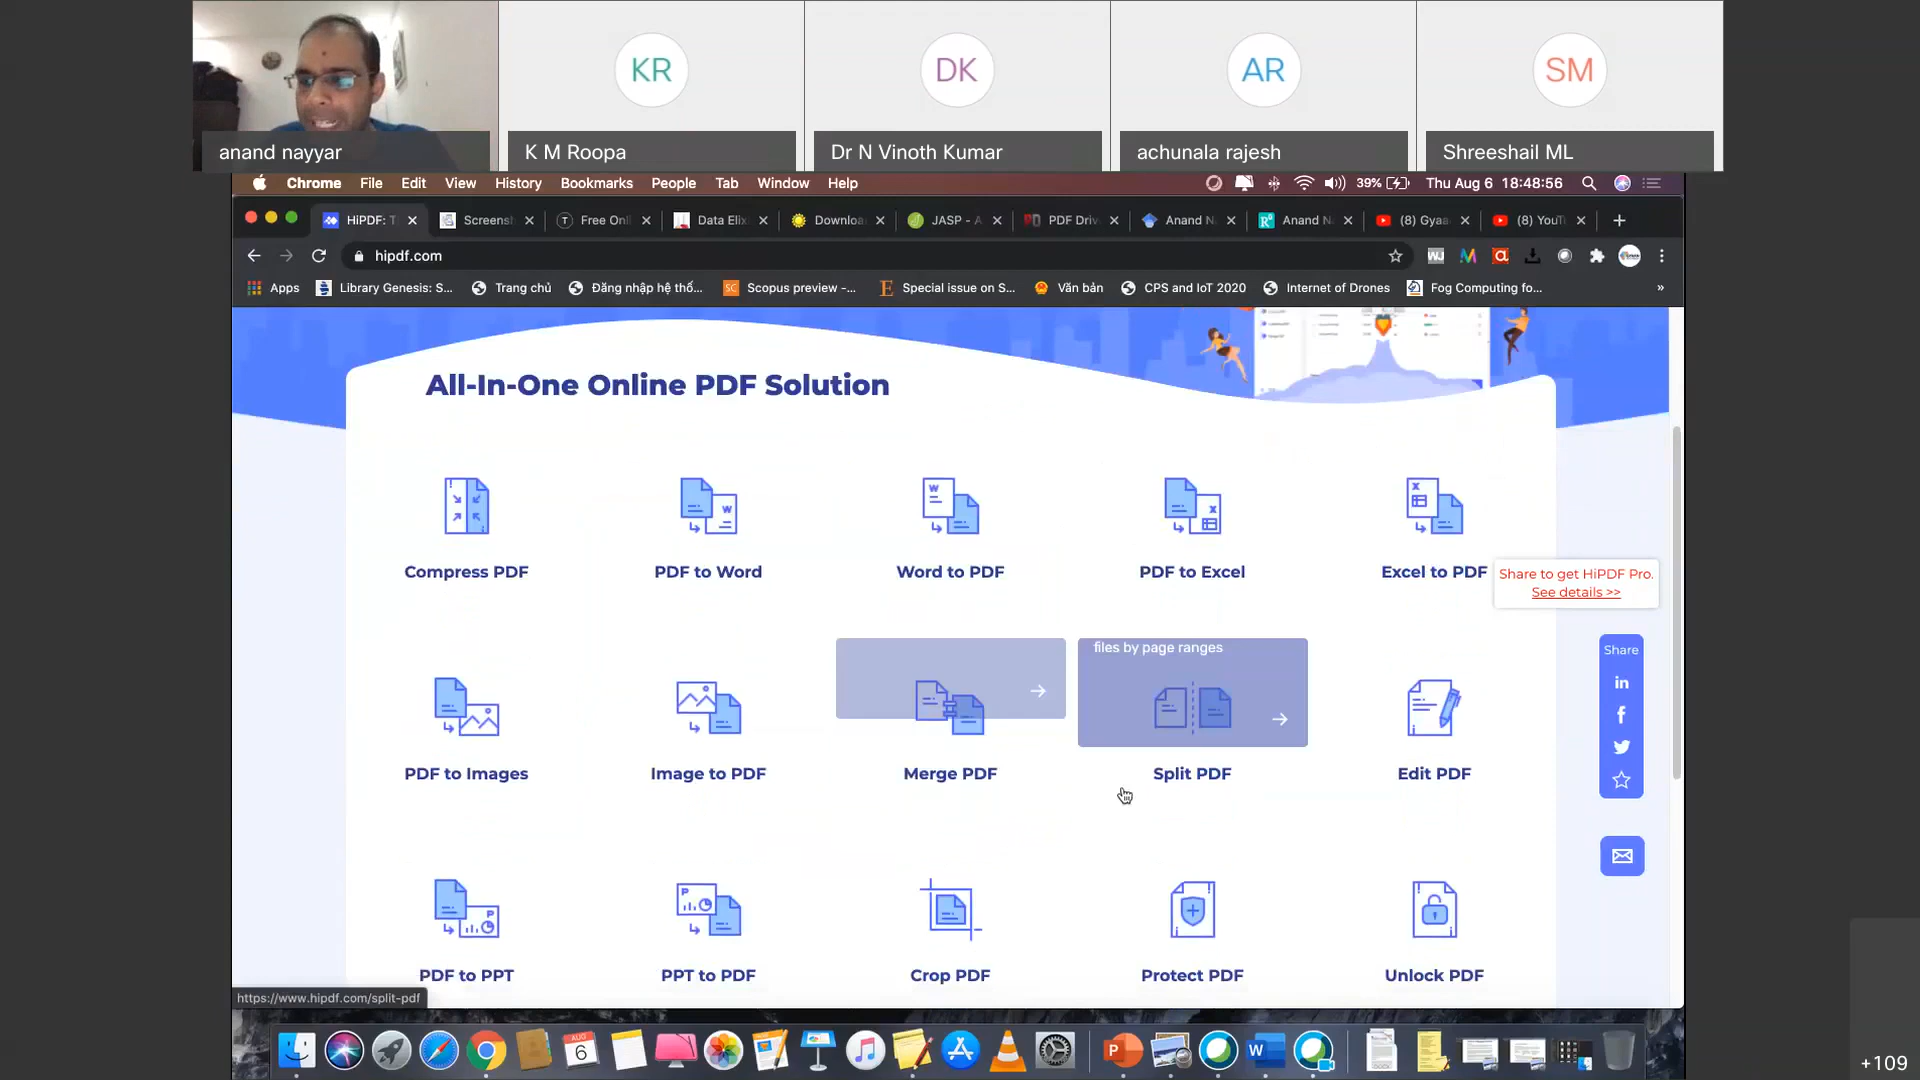 KR
DK
AR
SM
anand nayyar
K M Roopa
Dr N Vinoth Kumar
achunala rajesh
Shreeshail ML
Chrome File Edit View History Bookmarks People Tab Window Help
39% Thu Aug 6 18:48:56
HiPDF: T
Screensh
Free Onl
Data Elix
Downloa
JASP - A
PDF Driv
Anand N
Anand N
(8) Gyaa
(8) YouT
hipdf.com
Apps
Library Genesis: S...
Trang chủ
Đăng nhập hệ thố...
Scopus preview -...
Special issue on S...
Văn bản
CPS and IoT 2020
Internet of Drones
Fog Computing fo...
»
All-In-One Online PDF Solution
Compress PDF
PDF to Word
Word to PDF
PDF to Excel
Excel to PDF
Share to get HiPDF Pro.
See details >>
files by page ranges
Share
PDF to Images
Image to PDF
Merge PDF
Split PDF
Edit PDF
PDF to PPT
PPT to PDF
Crop PDF
Protect PDF
Unlock PDF
https://www.hipdf.com/split-pdf
AUG
6
+109